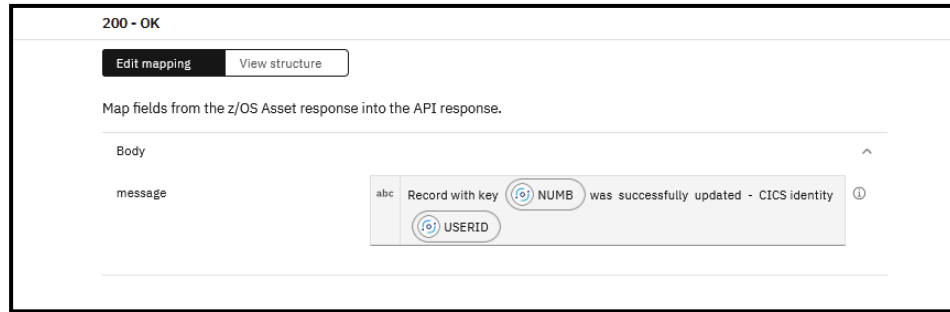 200 - OK
Edit mapping View structure
Map fields from the z/OS Asset response into the API response.
Body
message abc Record with key NUMB was successfully updated - CICS identity
USERID